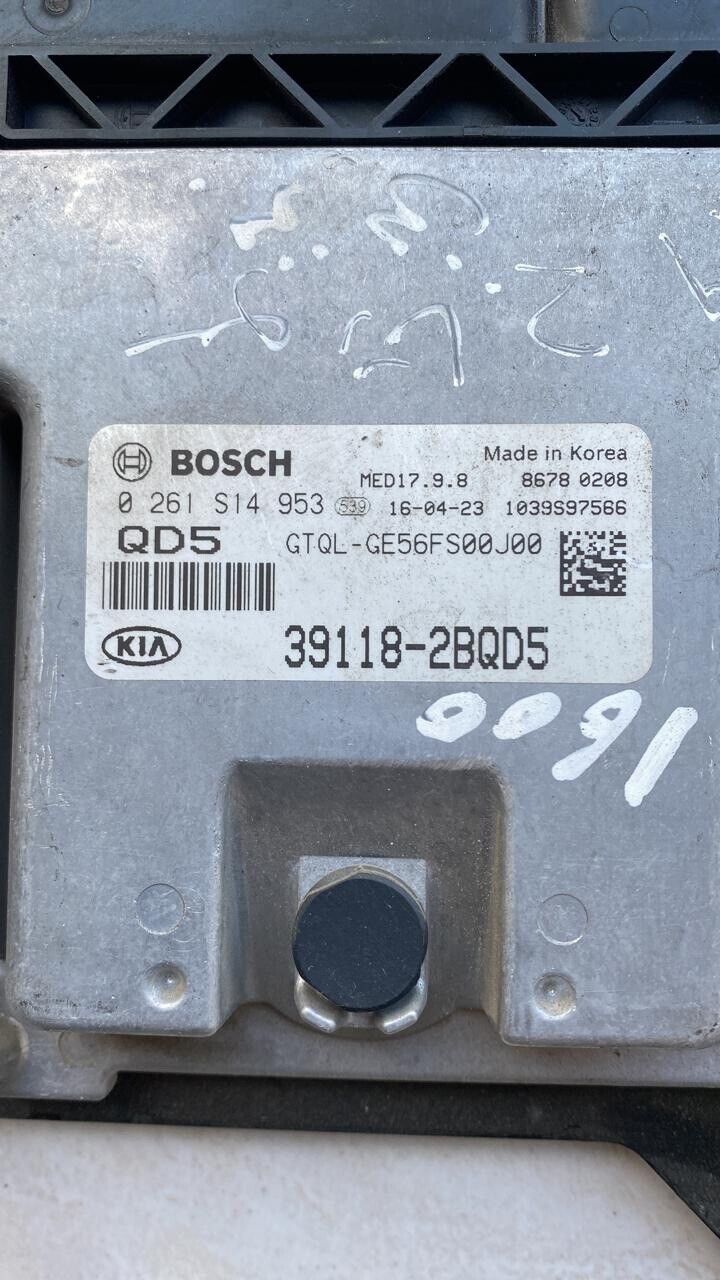 BOSCH
Made in Korea
MED17.9.8 8678 0208
0 261 S14 953 539 16-04-23 1039S97566
QD5 GTQL-GE56FS00J00
KIA 39118-2BQD5
1600